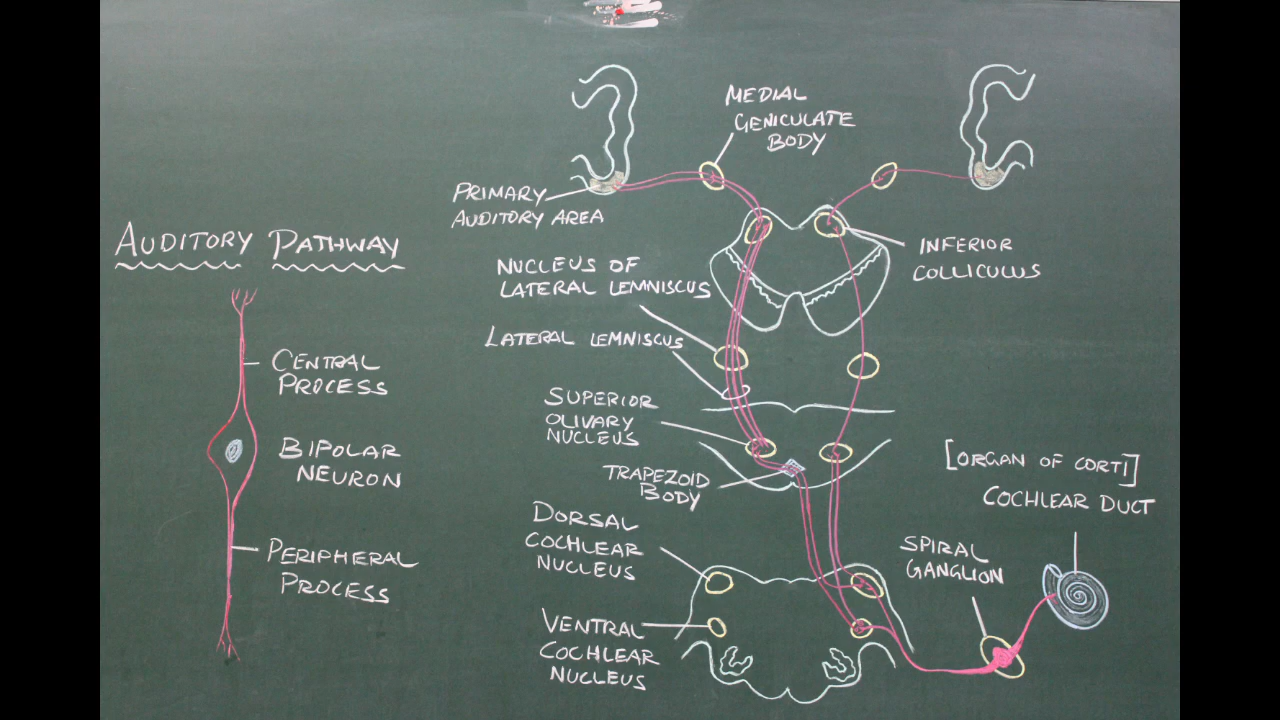 AUDITORY PATHWAY
CENTRAL
PROCESS
BIPOLAR
NEURON
PERIPHERAL
PROCESS
MEDIAL
GENICULATE
BODY
PRIMARY
AUDITORY AREA
INFERIOR
COLLICULUS
NUCLEUS OF
LATERAL LEMNISCUS
LATERAL LEMNISCUS
SUPERIOR
OLIVARY
NUCLEUS
TRAPEZOID
BODY
[ORGAN OF CORTI]
COCHLEAR DUCT
DORSAL
COCHLEAR
NUCLEUS
SPIRAL
GANGLION
VENTRAL
COCHLEAR
NUCLEUS